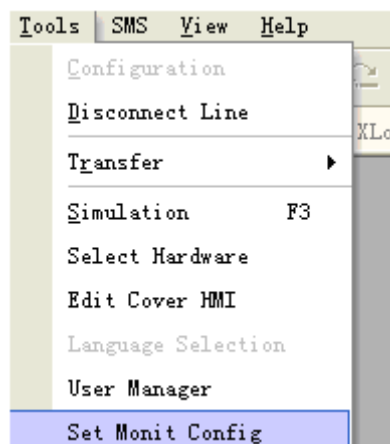 Tools SMS View Help
Configuration
Disconnect Line
XLo
Transfer
Simulation F3
Select Hardware
Edit Cover HMI
Language Selection
User Manager
Set Monit Config